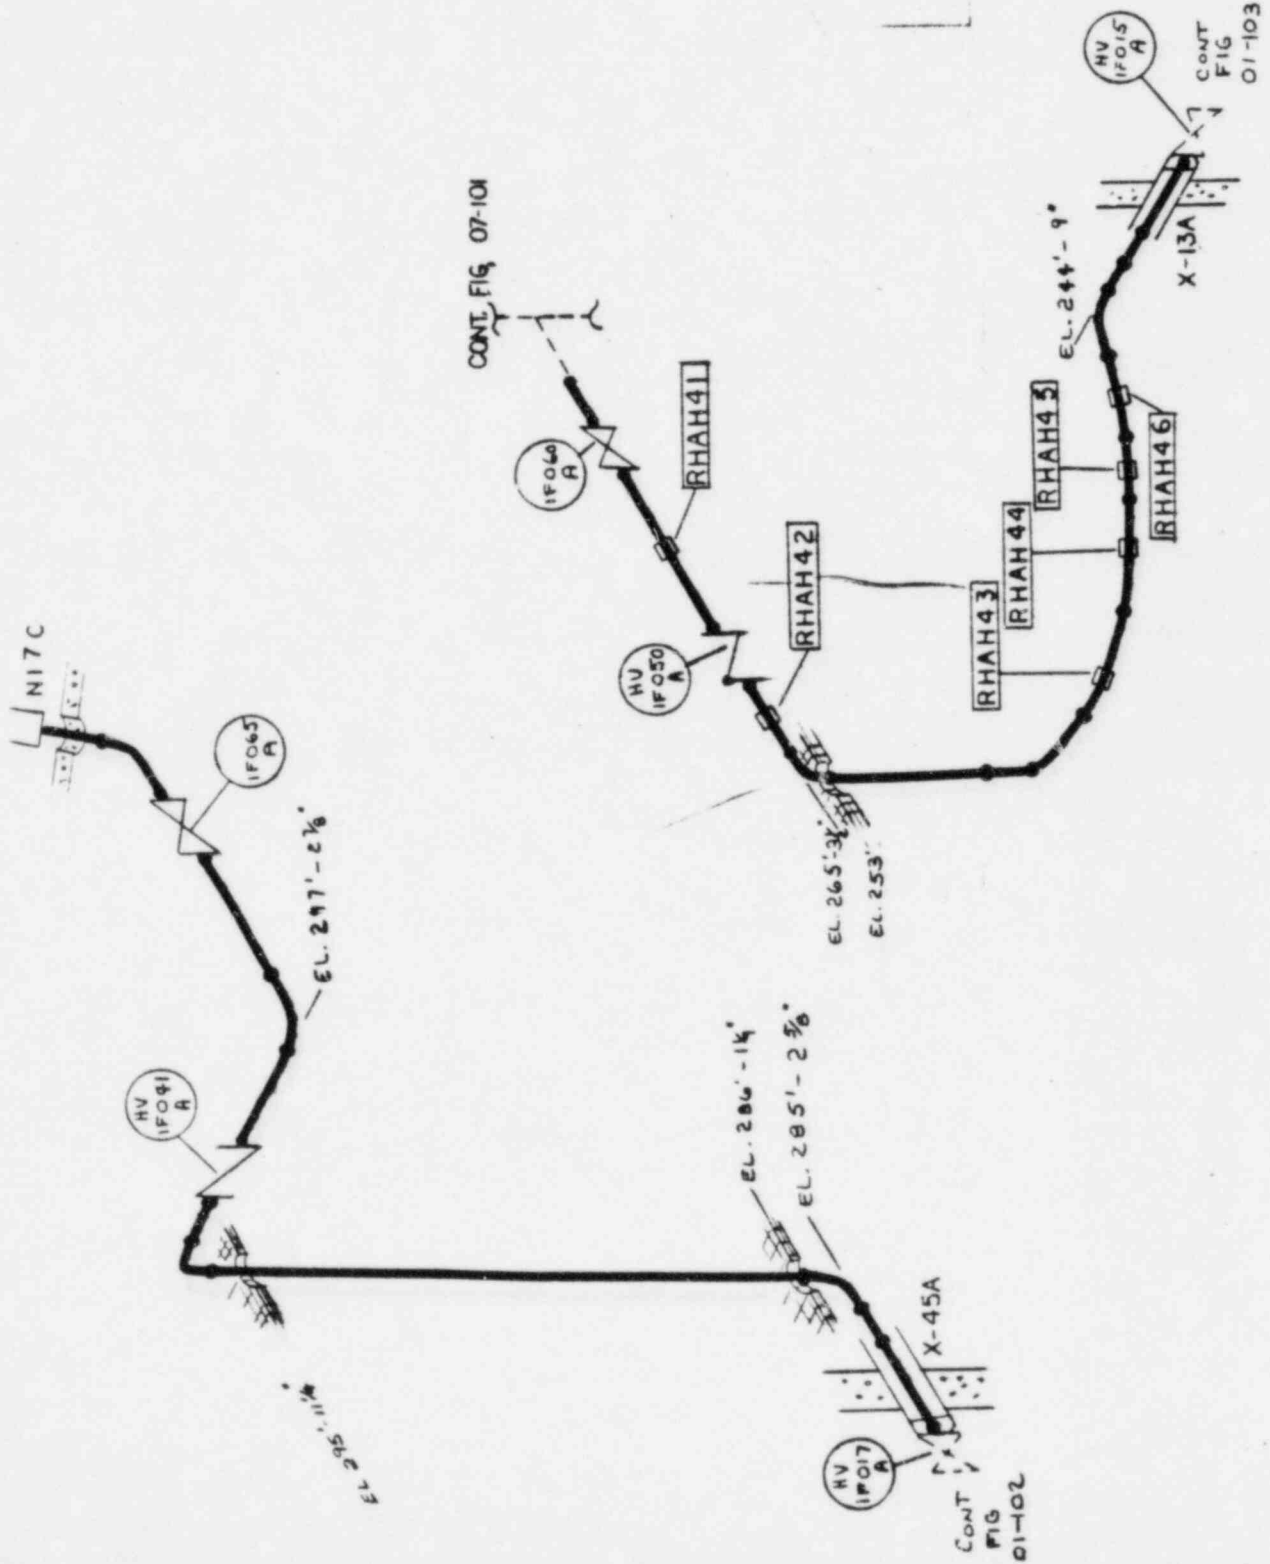 N17C
1F065
A
EL. 297'-2⅞"
HV
1F041
A
EL 295'-11¼"
EL. 286'-1¼"
EL. 285'-2⅝"
X-45A
HV
1F017
A
CONT
FIG
01-102
CONT. FIG. 07-101
1F060
A
RHAH41
HV
1F050
A
RHAH42
EL. 265'-3½"
EL. 253'
RHAH43
RHAH44
RHAH45
RHAH46
EL. 244'-9"
X-13A
HV
1F015
A
CONT
FIG
01-103